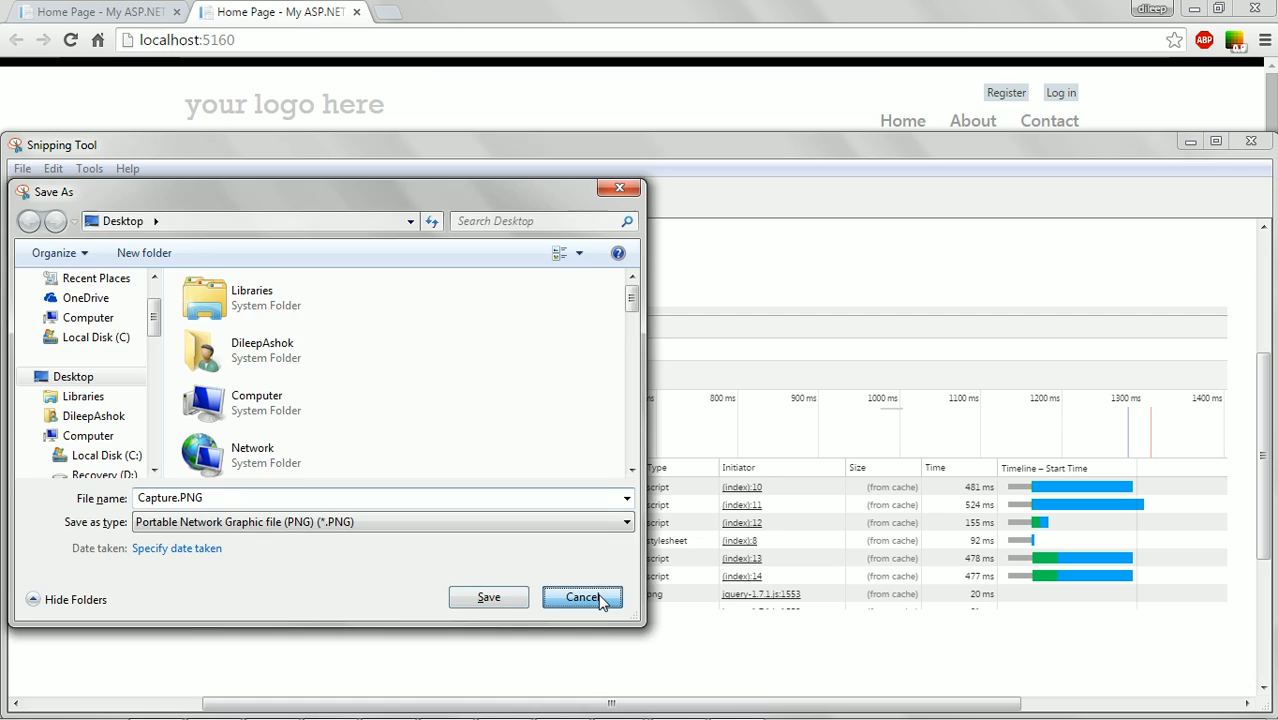 Home Page - My ASP.NET
Home Page - My ASP.NET
dileep
localhost:5160
ABP
your logo here
Register
Log in
Home
About
Contact
Snipping Tool
File
Edit
Tools
Help
Save As
Desktop
Search Desktop
Organize
New folder
Recent Places
OneDrive
Computer
Local Disk (C)
Desktop
Libraries
DileepAshok
Computer
Local Disk (C:)
Recovery (D:)
Libraries
System Folder
DileepAshok
System Folder
Computer
System Folder
Network
System Folder
File name: Capture.PNG
Save as type: Portable Network Graphic file (PNG) (*.PNG)
Date taken: Specify date taken
Hide Folders
Save
Cancel
800 ms 900 ms 1000 ms 1100 ms 1200 ms 1300 ms 1400 ms
Type Initiator Size Time Timeline – Start Time
script (index):10 (from cache) 481 ms
script (index):11 (from cache) 524 ms
script (index):12 (from cache) 155 ms
stylesheet (index):8 (from cache) 92 ms
script (index):13 (from cache) 478 ms
script (index):14 (from cache) 477 ms
png jquery-1.7.1.js:1553 (from cache) 20 ms